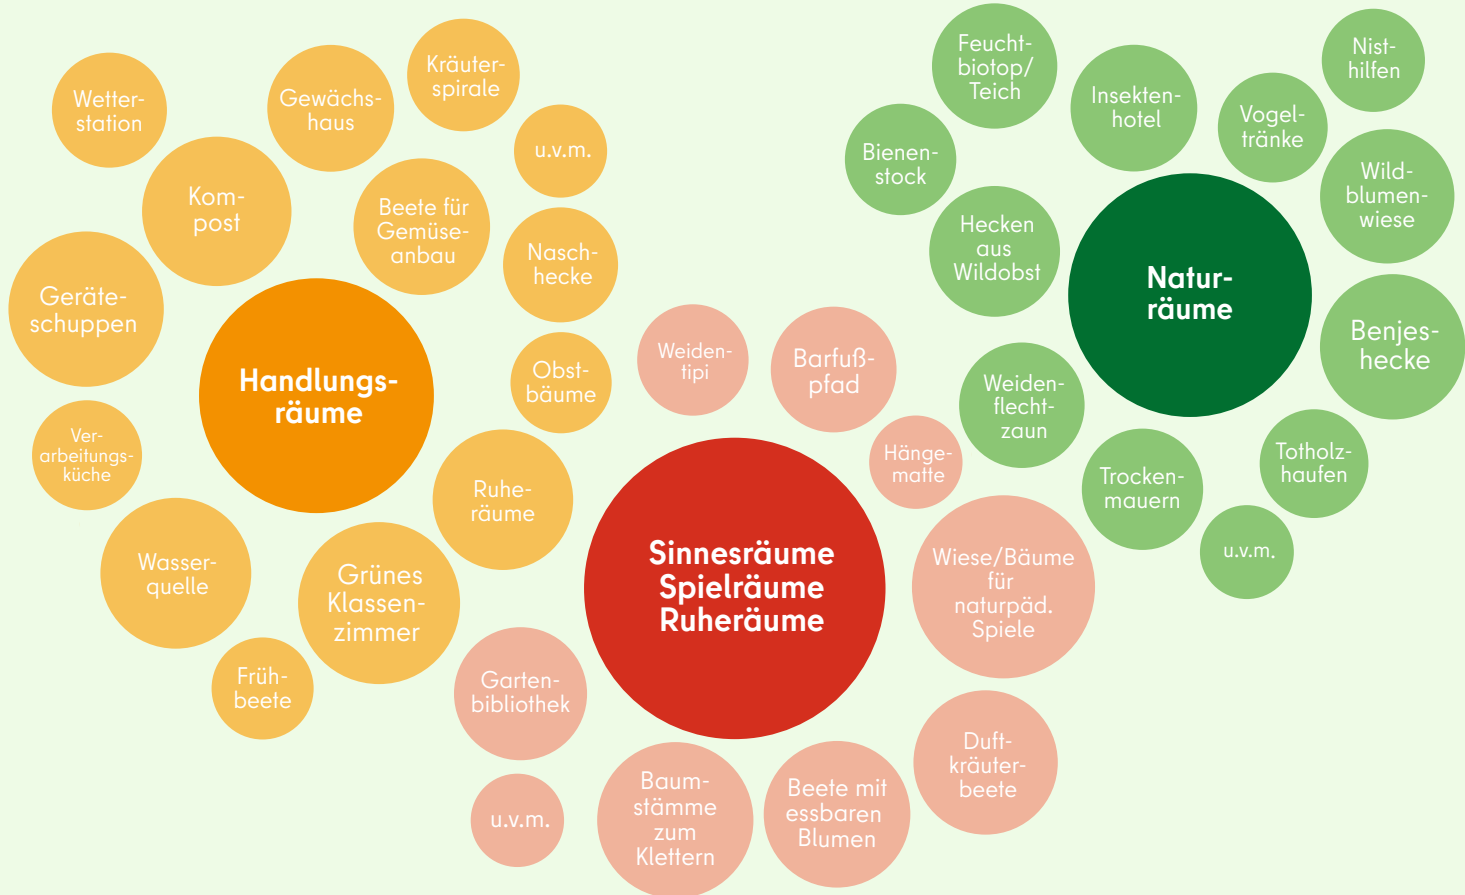 Wetter-
station
Gewächs-
haus
Kräuter-
spirale
u.v.m.
Kom-
post
Beete für
Gemüse-
anbau
Nasch-
hecke
Geräte-
schuppen
Handlungs-
räume
Obst-
bäume
Ver-
arbeitungs-
küche
Ruhe-
räume
Wasser-
quelle
Grünes
Klassen-
zimmer
Früh-
beete
Weiden-
tipi
Barfuß-
pfad
Hänge-
matte
Sinnesräume
Spielräume
Ruheräume
Wiese/Bäume
für
naturpäd.
Spiele
Garten-
bibliothek
Duft-
kräuter-
beete
u.v.m.
Baum-
stämme
zum
Klettern
Beete mit
essbaren
Blumen
Feucht-
biotop/
Teich
Insekten-
hotel
Nist-
hilfen
Vogel-
tränke
Bienen-
stock
Wild-
blumen-
wiese
Hecken
aus
Wildobst
Natur-
räume
Benjes-
hecke
Weiden-
flecht-
zaun
Trocken-
mauern
Totholz-
haufen
u.v.m.